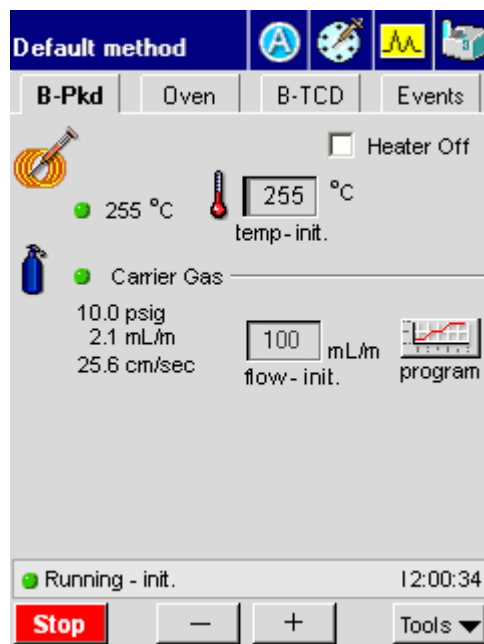 Default method
A
B-Pkd Oven B-TCD Events
Heater Off
255 °C 255 °C
temp-init.
Carrier Gas
10.0 psig
2.1 mL/m 100 mL/m
25.6 cm/sec flow-init. program
Running - init. 12:00:34
Stop — + Tools